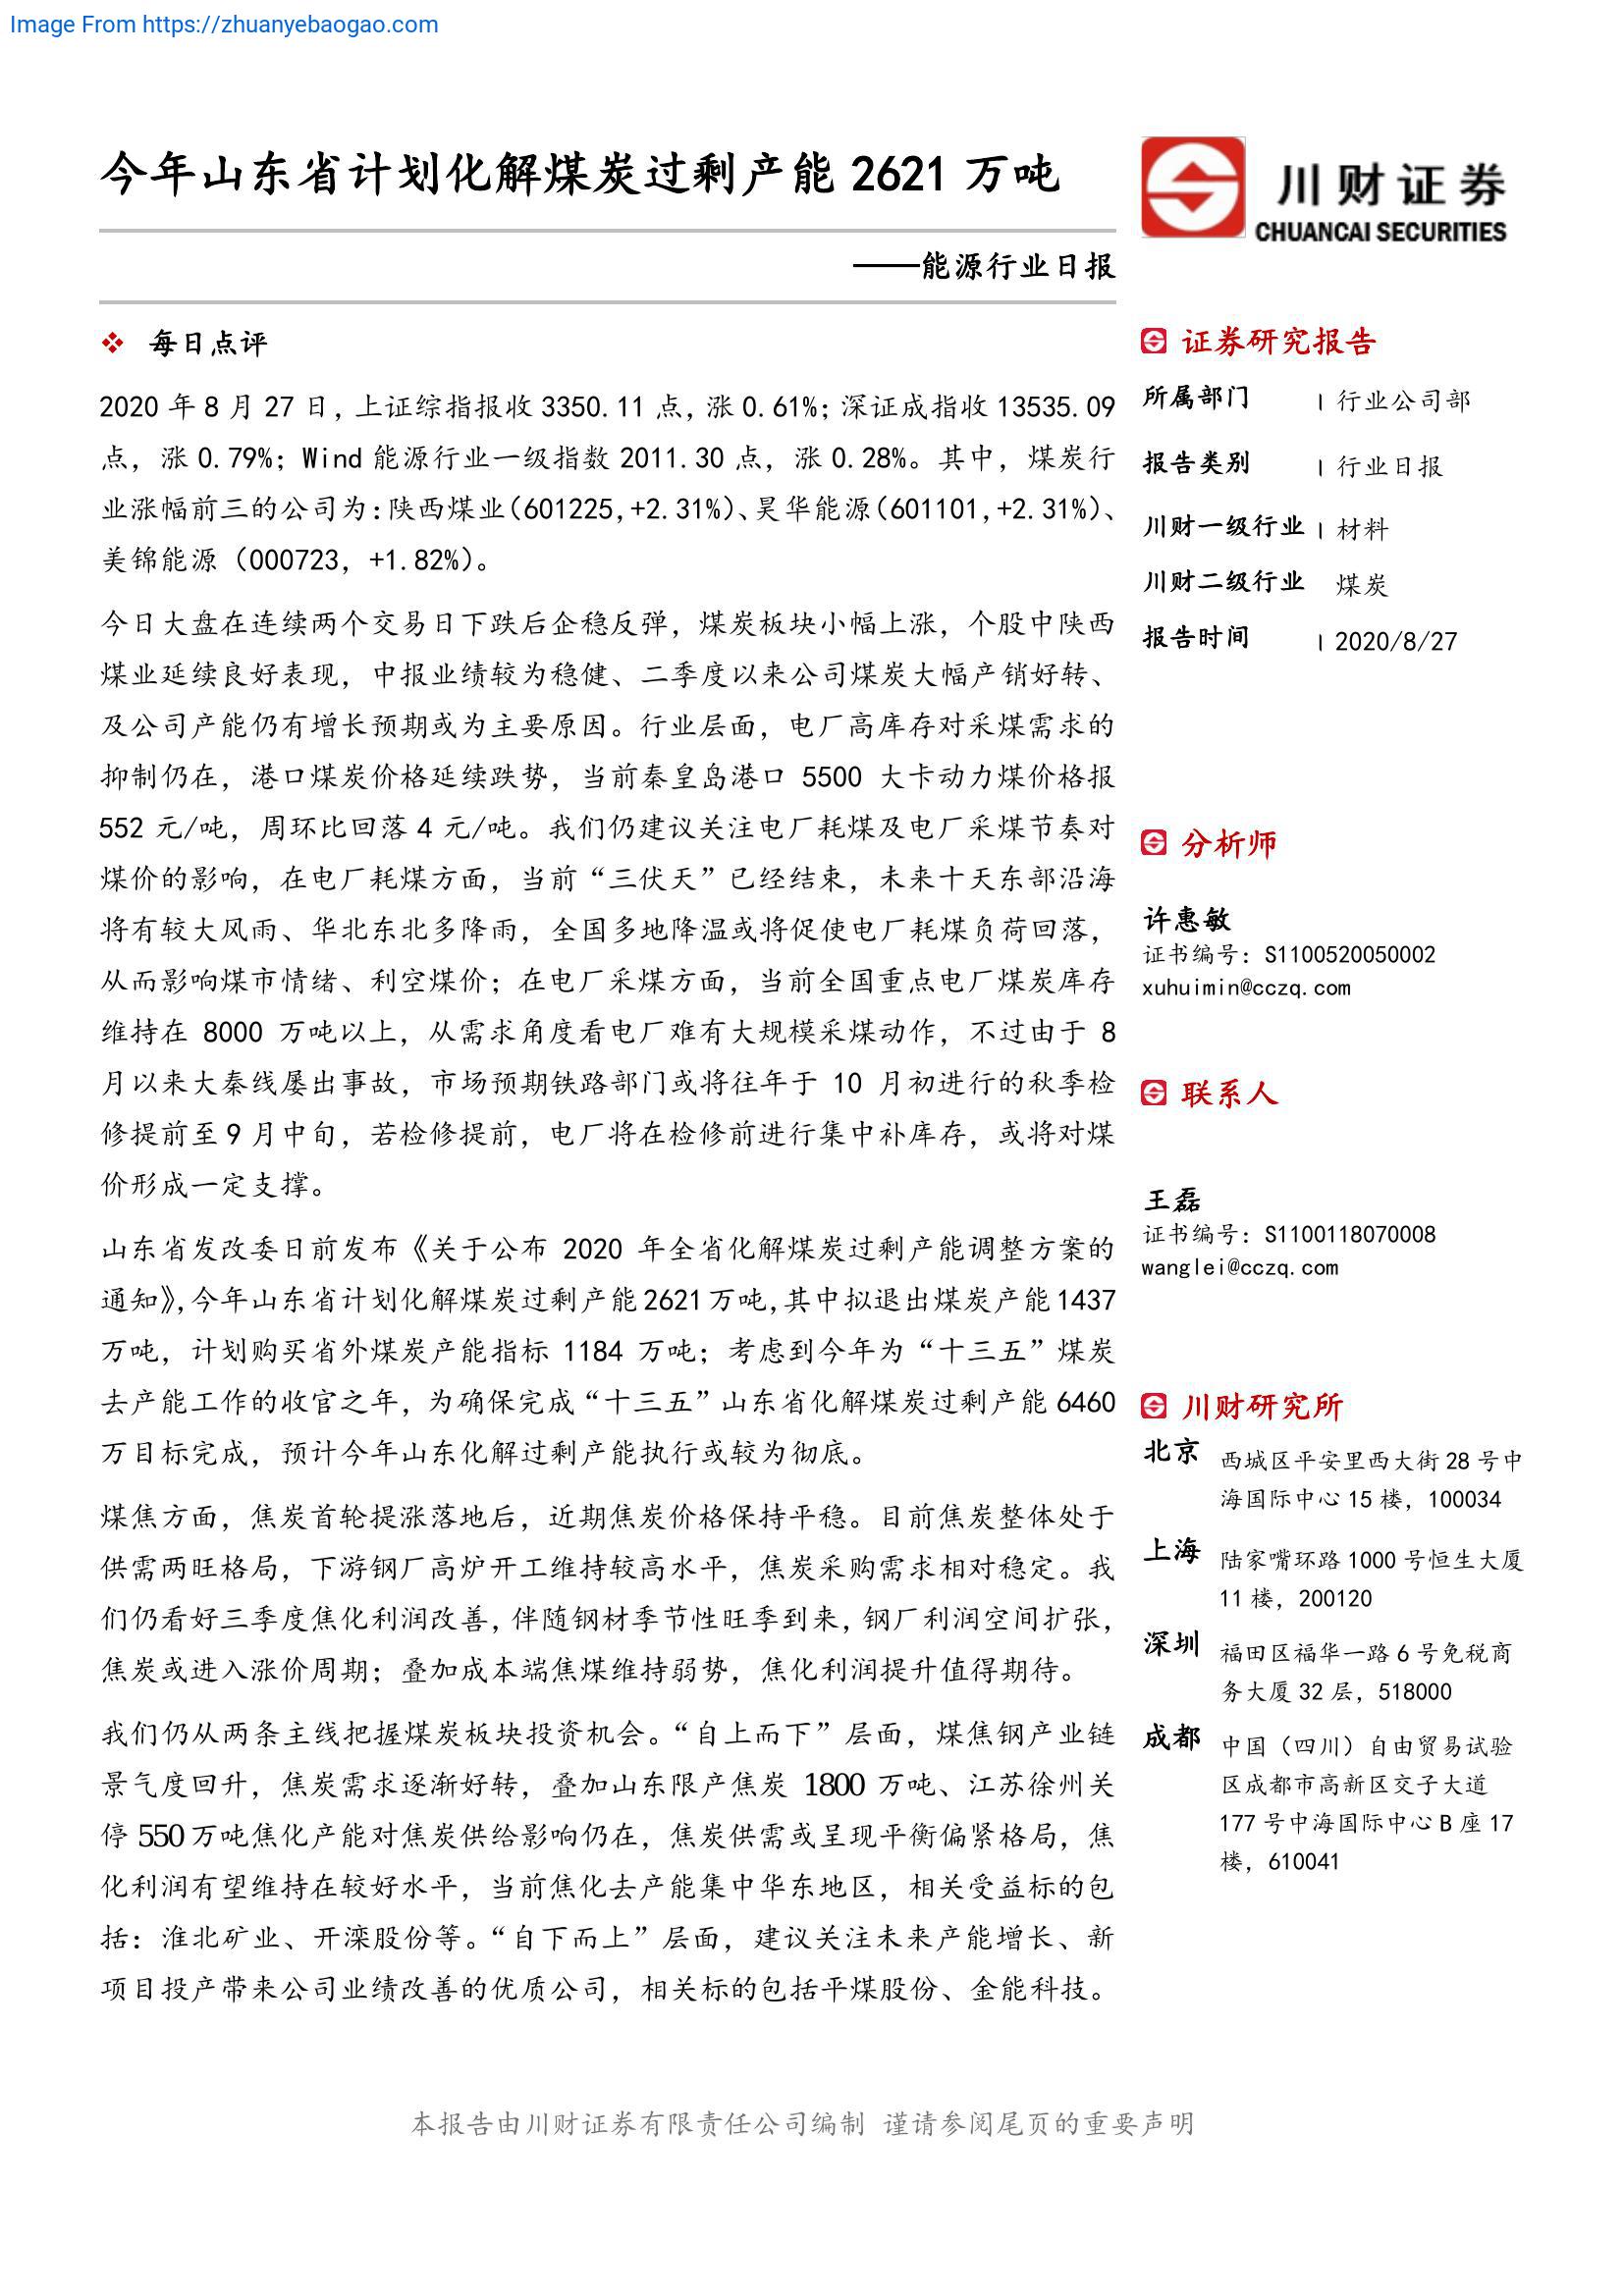 Image From https://zhuanyebaogao.com
今年山东省计划化解煤炭过剩产能 2621 万吨
川财证券
CHUANCAI SECURITIES
——能源行业日报
每日点评
2020 年 8 月 27 日，上证综指报收 3350.11 点，涨 0.61%；深证成指收 13535.09
点，涨 0.79%；Wind 能源行业一级指数 2011.30 点，涨 0.28%。其中，煤炭行
业涨幅前三的公司为：陕西煤业（601225，+2.31%）、昊华能源（601101，+2.31%）、
美锦能源（000723，+1.82%）。
今日大盘在连续两个交易日下跌后企稳反弹，煤炭板块小幅上涨，个股中陕西
煤业延续良好表现，中报业绩较为稳健、二季度以来公司煤炭大幅产销好转、
及公司产能仍有增长预期或为主要原因。行业层面，电厂高库存对采煤需求的
抑制仍在，港口煤炭价格延续跌势，当前秦皇岛港口 5500 大卡动力煤价格报
552 元/吨，周环比回落 4 元/吨。我们仍建议关注电厂耗煤及电厂采煤节奏对
煤价的影响，在电厂耗煤方面，当前“三伏天”已经结束，未来十天东部沿海
将有较大风雨、华北东北多降雨，全国多地降温或将促使电厂耗煤负荷回落，
从而影响煤市情绪、利空煤价；在电厂采煤方面，当前全国重点电厂煤炭库存
维持在 8000 万吨以上，从需求角度看电厂难有大规模采煤动作，不过由于 8
月以来大秦线屡出事故，市场预期铁路部门或将往年于 10 月初进行的秋季检
修提前至 9 月中旬，若检修提前，电厂将在检修前进行集中补库存，或将对煤
价形成一定支撑。
山东省发改委日前发布《关于公布 2020 年全省化解煤炭过剩产能调整方案的
通知》，今年山东省计划化解煤炭过剩产能 2621 万吨，其中拟退出煤炭产能 1437
万吨，计划购买省外煤炭产能指标 1184 万吨；考虑到今年为“十三五”煤炭
去产能工作的收官之年，为确保完成“十三五”山东省化解煤炭过剩产能 6460
万目标完成，预计今年山东化解过剩产能执行或较为彻底。
煤焦方面，焦炭首轮提涨落地后，近期焦炭价格保持平稳。目前焦炭整体处于
供需两旺格局，下游钢厂高炉开工维持较高水平，焦炭采购需求相对稳定。我
们仍看好三季度焦化利润改善，伴随钢材季节性旺季到来，钢厂利润空间扩张，
焦炭或进入涨价周期；叠加成本端焦煤维持弱势，焦化利润提升值得期待。
我们仍从两条主线把握煤炭板块投资机会。“自上而下”层面，煤焦钢产业链
景气度回升，焦炭需求逐渐好转，叠加山东限产焦炭 1800 万吨、江苏徐州关
停 550 万吨焦化产能对焦炭供给影响仍在，焦炭供需或呈现平衡偏紧格局，焦
化利润有望维持在较好水平，当前焦化去产能集中华东地区，相关受益标的包
括：淮北矿业、开滦股份等。“自下而上”层面，建议关注未来产能增长、新
项目投产带来公司业绩改善的优质公司，相关标的包括平煤股份、金能科技。
证券研究报告
所属部门 | 行业公司部
报告类别 | 行业日报
川财一级行业 | 材料
川财二级行业 煤炭
报告时间 | 2020/8/27
分析师
许惠敏
证书编号：S1100520050002
xuhuimin@cczq.com
联系人
王磊
证书编号：S1100118070008
wanglei@cczq.com
川财研究所
北京 西城区平安里西大街 28 号中
海国际中心 15 楼，100034
上海 陆家嘴环路 1000 号恒生大厦
11 楼，200120
深圳 福田区福华一路 6 号免税商
务大厦 32 层，518000
成都 中国（四川）自由贸易试验
区成都市高新区交子大道
177 号中海国际中心 B 座 17
楼，610041
本报告由川财证券有限责任公司编制 谨请参阅尾页的重要声明